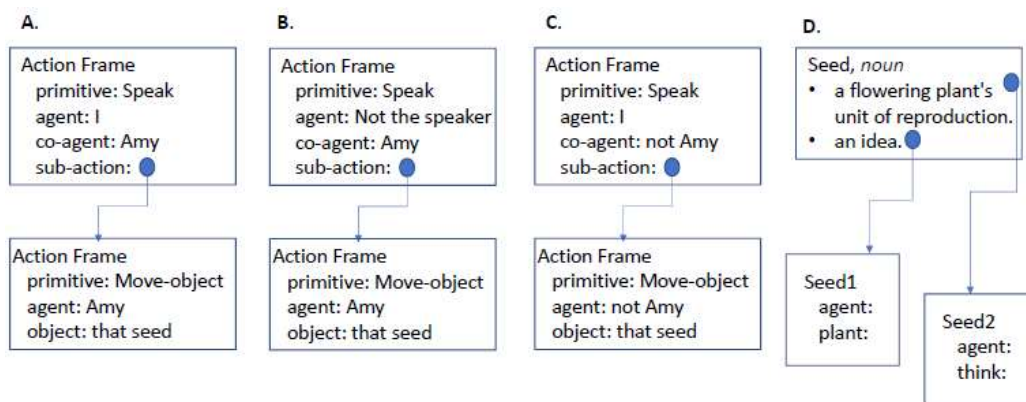 A.
Action Frame
primitive: Speak
agent: I
co-agent: Amy
sub-action:
Action Frame
primitive: Move-object
agent: Amy
object: that seed
B.
Action Frame
primitive: Speak
agent: Not the speaker
co-agent: Amy
sub-action:
Action Frame
primitive: Move-object
agent: Amy
object: that seed
C.
Action Frame
primitive: Speak
agent: I
co-agent: not Amy
sub-action:
Action Frame
primitive: Move-object
agent: not Amy
object: that seed
D.
Seed, noun
• a flowering plant's
unit of reproduction.
• an idea.
Seed1
agent:
plant:
Seed2
agent:
think: